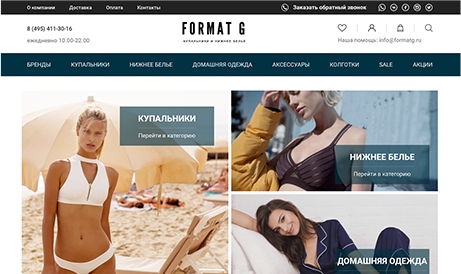 О компании Доставка Оплата Контакты Заказать обратный звонок
8 (495) 411-30-16
ежедневно 10.00-22.00
FORMAT G
КУПАЛЬНИКИ И НИЖНЕЕ БЕЛЬЕ
Наша помощь: info@formatg.ru
БРЕНДЫ КУПАЛЬНИКИ НИЖНЕЕ БЕЛЬЕ ДОМАШНЯЯ ОДЕЖДА АКСЕССУАРЫ КОЛГОТКИ SALE АКЦИИ
КУПАЛЬНИКИ
Перейти в категорию
НИЖНЕЕ БЕЛЬЕ
Перейти в категорию
ДОМАШНЯЯ ОДЕЖДА